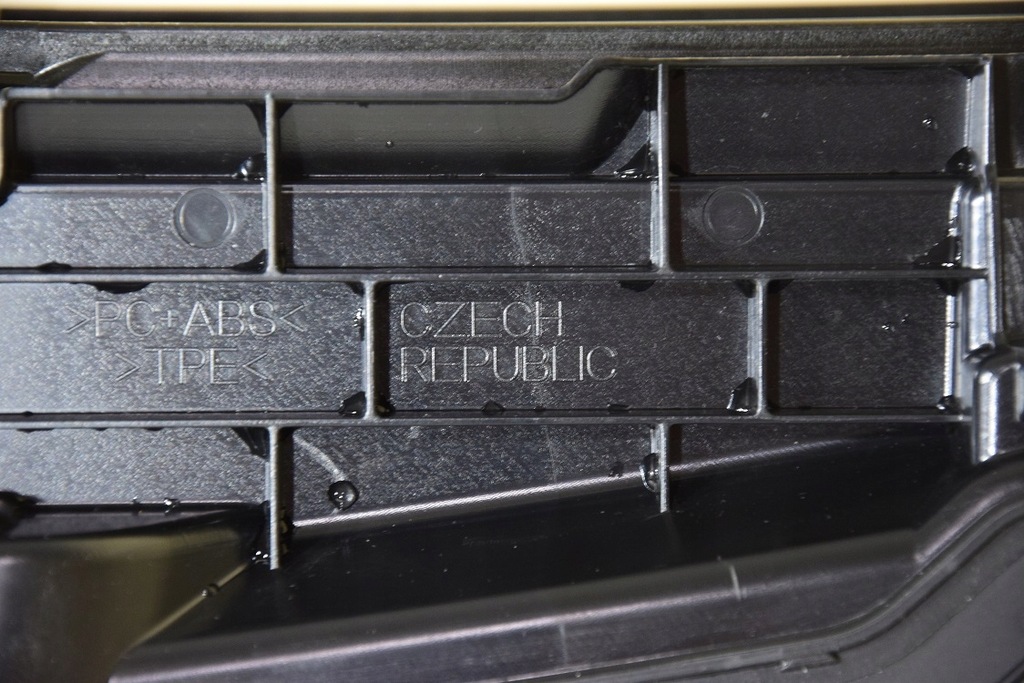 >PC+ABS<
>TPE<
CZECH
REPUBLIC